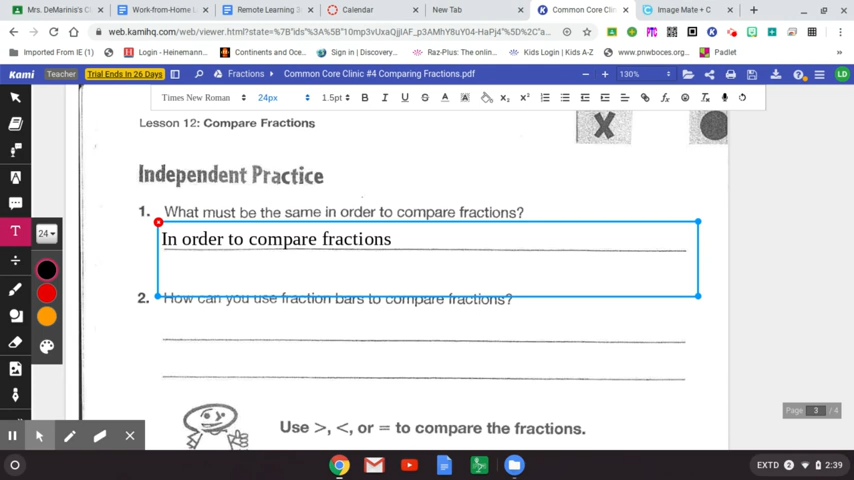 Mrs. DeMarinis's Cl
Work-from-Home L
Remote Learning
Calendar
New Tab
Common Core Clin
Image Mate + C
web.kamihq.com/web/viewer.html?state=%7B"ids"%3A%5B"10mp3vUxaQjjlAF_p3AMhY8uY04-HaPj4"%5D%2C"a...
Imported From IE (1)
Login - Heinemann...
Continents and Oce...
Sign in | Discovery...
Raz-Plus: The onlin...
Kids Login | Kids A-Z
www.pnwboces.org...
Padlet
Kami
Teacher
Trial Ends In 26 Days
Fractions
Common Core Clinic #4 Comparing Fractions.pdf
130%
LD
Times New Roman
24px
1.5pt
B I U S A A X₂ X²
Lesson 12: Compare Fractions
X
Independent Practice
1. What must be the same in order to compare fractions?
In order to compare fractions
24
2. How can you use fraction bars to compare fractions?
Page 3 / 4
Use >, <, or = to compare the fractions.
EXTD 2 2:39